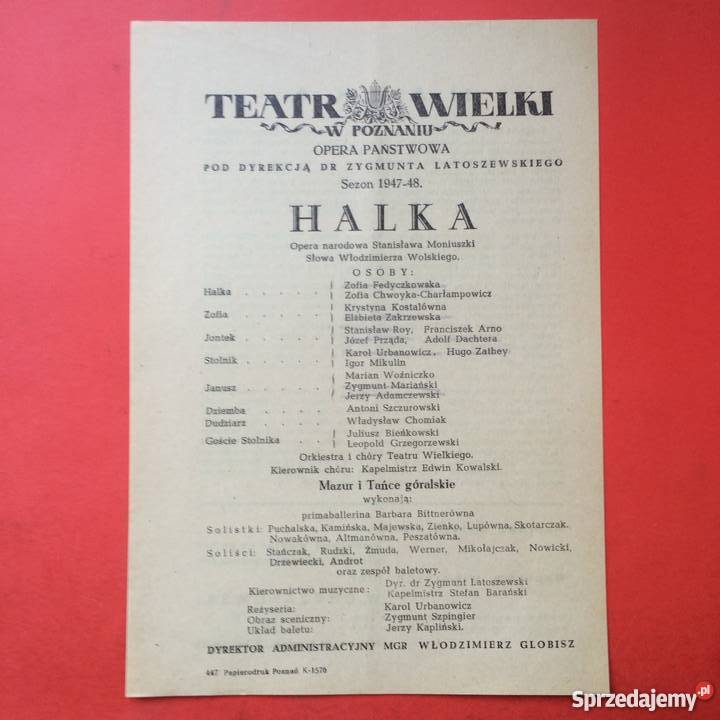 TEATR WIELKI
W POZNANIU
OPERA PAŃSTWOWA
POD DYREKCJĄ DR ZYGMUNTA LATOSZEWSKIEGO
Sezon 1947-48.
HALKA
Opera narodowa Stanisława Moniuszki
Słowa Włodzimierza Wolskiego.
OSOBY:
Halka . . . . . Zofia Fedyczkowska
Zofia Chwoyka-Charłampowicz
Zofia . . . . . Krystyna Kostalówna
Elżbieta Zakrzewska
Jontek . . . . Stanisław Roy, Franciszek Arno
Józef Prząda, Adolf Dachtera
Stolnik . . . . Karol Urbanowicz, Hugo Zathey
Igor Mikulin
Janusz . . . . Marian Woźniczko
Zygmunt Mariański
Jerzy Adamczewski
Dziemba . . . . Antoni Szczurowski
Dudziarz . . . . Władysław Chomiak
Goście Stolnika . . . Juliusz Bieńkowski
Leopold Grzegorzewski
Orkiestra i chóry Teatru Wielkiego.
Kierownik chóru: Kapelmistrz Edwin Kowalski.
Mazur i Tańce góralskie
wykonają:
primaballerina Barbara Bittnerówna
Solistki: Puchalska, Kamińska, Majewska, Zienko, Lupówna, Skotarczak.
Nowakówna, Altmanówna, Peszatówna.
Soliści: Stańczak, Rudzki, Żmuda, Werner, Mikołajczak, Nowicki,
Drzewiecki, Androt
oraz zespół baletowy.
Kierownictwo muzyczne: Dyr. dr Zygmunt Latoszewski
Kapelmistrz Stefan Barański
Reżyseria: Karol Urbanowicz
Obraz sceniczny: Zygmunt Szpingier
Układ baletu: Jerzy Kapliński.
DYREKTOR ADMINISTRACYJNY MGR WŁODZIMIERZ GLOBISZ
447 Papierodruk Poznań K-1570
Sprzedajemy.pl